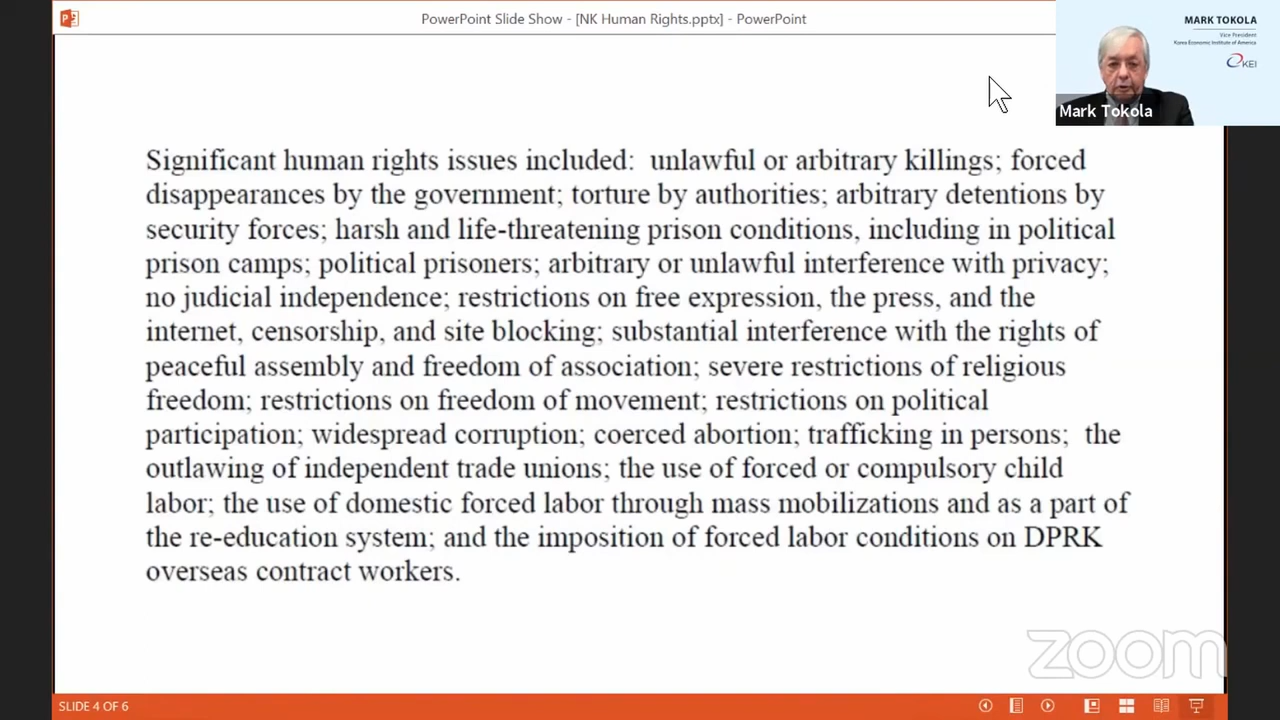 PowerPoint Slide Show - [NK Human Rights.pptx] - PowerPoint
MARK TOKOLA
Vice President
Korea Economic Institute of America
KEI
Mark Tokola
Significant human rights issues included:  unlawful or arbitrary killings; forced
disappearances by the government; torture by authorities; arbitrary detentions by
security forces; harsh and life-threatening prison conditions, including in political
prison camps; political prisoners; arbitrary or unlawful interference with privacy;
no judicial independence; restrictions on free expression, the press, and the
internet, censorship, and site blocking; substantial interference with the rights of
peaceful assembly and freedom of association; severe restrictions of religious
freedom; restrictions on freedom of movement; restrictions on political
participation; widespread corruption; coerced abortion; trafficking in persons;  the
outlawing of independent trade unions; the use of forced or compulsory child
labor; the use of domestic forced labor through mass mobilizations and as a part of
the re-education system; and the imposition of forced labor conditions on DPRK
overseas contract workers.
zoom
SLIDE 4 OF 6